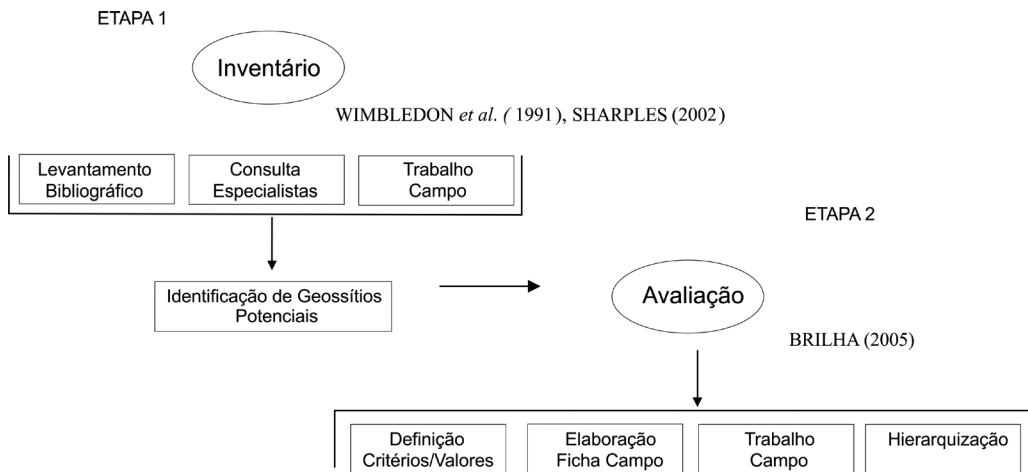 ETAPA 1
Inventário
WIMBLEDON et al. ( 1991), SHARPLES (2002)
Levantamento
Bibliográfico
Consulta
Especialistas
Trabalho
Campo
Identificação de Geossítios
Potenciais
ETAPA 2
Avaliação
BRILHA (2005)
Definição
Critérios/Valores
Elaboração
Ficha Campo
Trabalho
Campo
Hierarquização